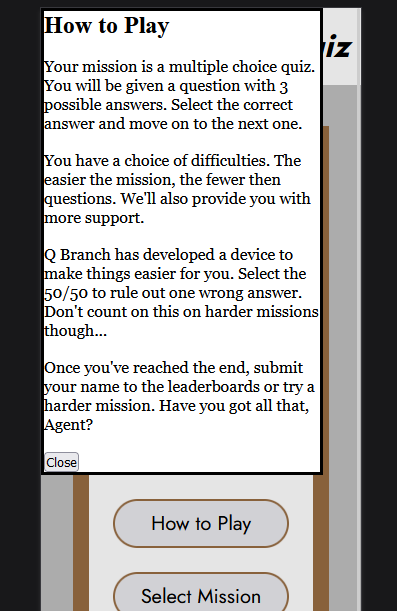 How to Play
iz
Your mission is a multiple choice quiz.
You will be given a question with 3
possible answers. Select the correct
answer and move on to the next one.
You have a choice of difficulties. The
easier the mission, the fewer then
questions. We'll also provide you with
more support.
Q Branch has developed a device to
make things easier for you. Select the
50/50 to rule out one wrong answer.
Don't count on this on harder missions
though...
Once you've reached the end, submit
your name to the leaderboards or try a
harder mission. Have you got all that,
Agent?
Close
How to Play
Select Mission